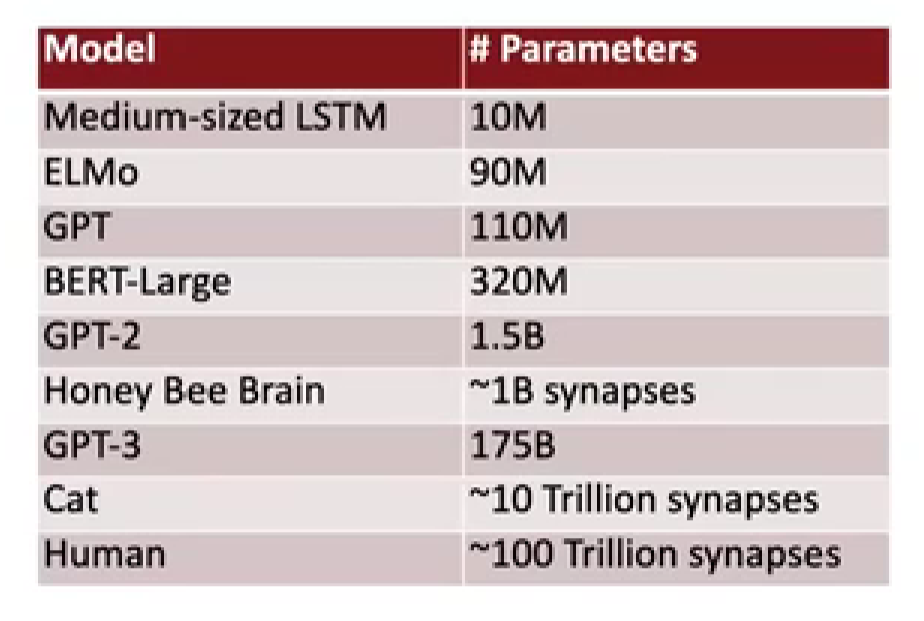 Model # Parameters
Medium-sized LSTM 10M
ELMo 90M
GPT 110M
BERT-Large 320M
GPT-2 1.5B
Honey Bee Brain ~1B synapses
GPT-3 175B
Cat ~10 Trillion synapses
Human ~100 Trillion synapses